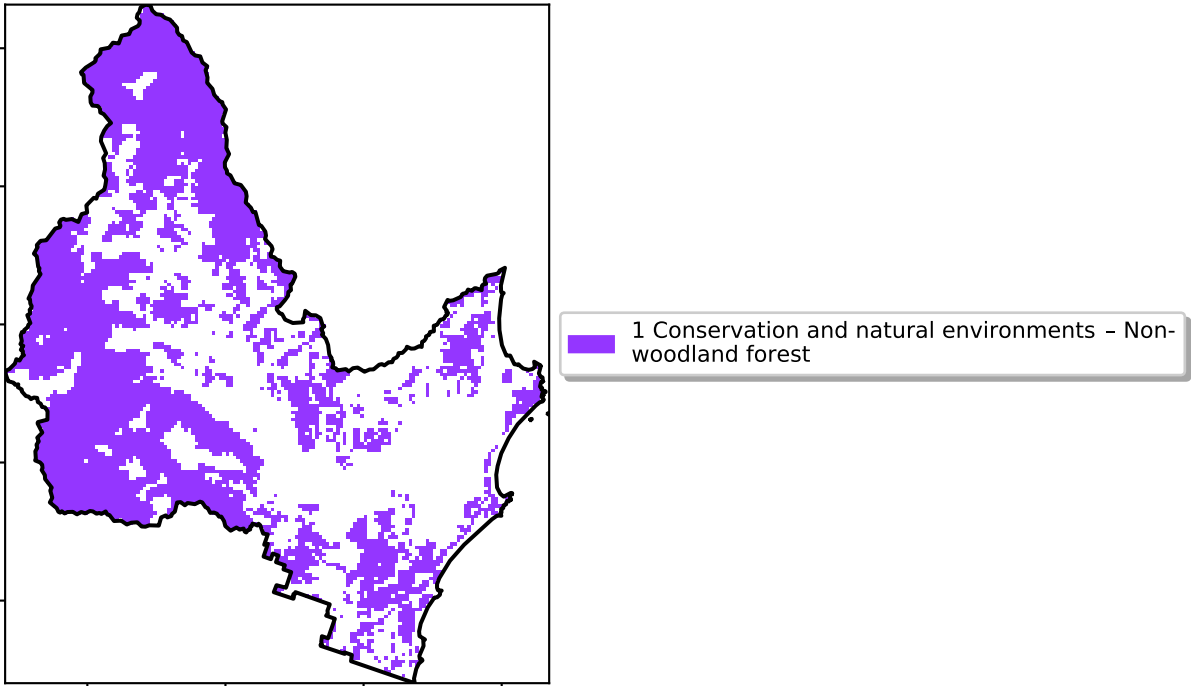 1 Conservation and natural environments – Non-
woodland forest